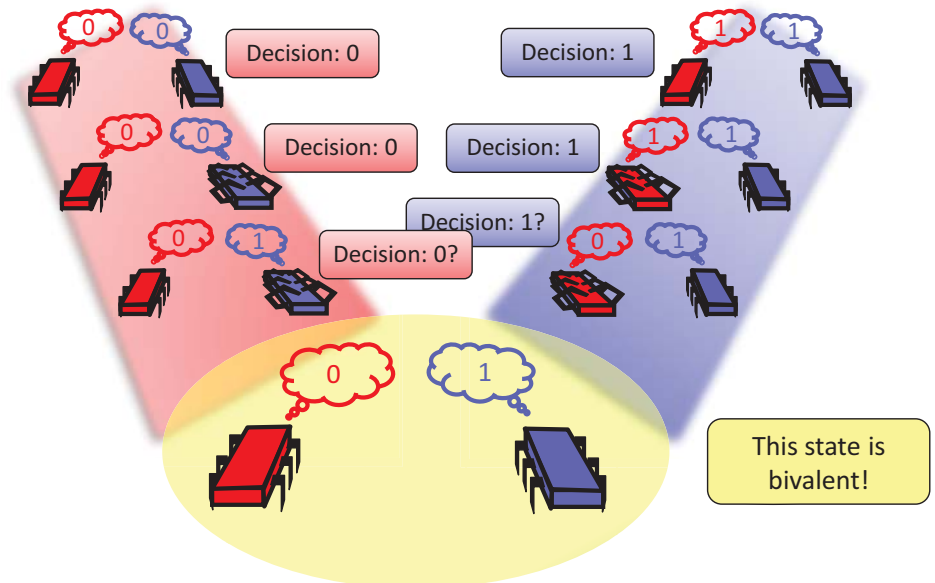 0 0 Decision: 0 Decision: 1 1 1
0 0 Decision: 0 Decision: 1 1 1
0 1 Decision: 0? Decision: 1? 0 1
0 1
This state is
bivalent!